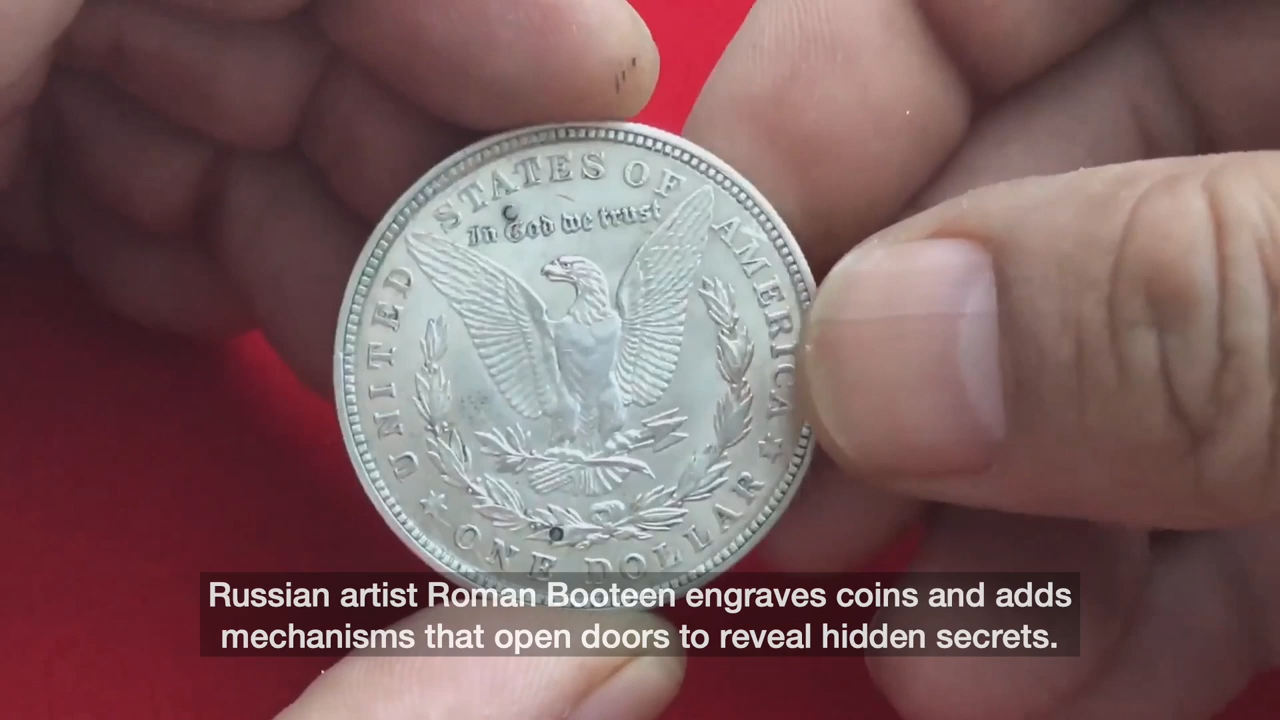 UNITED STATES OF AMERICA
In God we trust
ONE DOLLAR
Russian artist Roman Booteen engraves coins and adds
mechanisms that open doors to reveal hidden secrets.